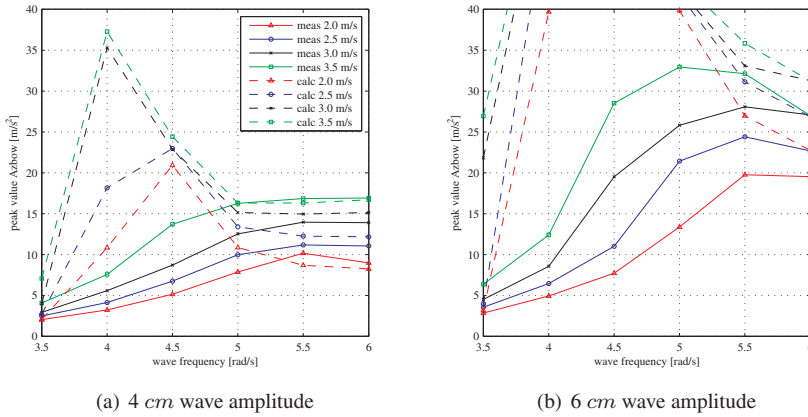 40
35
30
25
20
15
10
5
0
3.5 4 4.5 5 5.5 6
wave frequency [rad/s]
peak value Azbow [m/s²]
meas 2.0 m/s
meas 2.5 m/s
meas 3.0 m/s
meas 3.5 m/s
calc 2.0 m/s
calc 2.5 m/s
calc 3.0 m/s
calc 3.5 m/s
(a) 4 cm wave amplitude
40
35
30
25
20
15
10
5
0
3.5 4 4.5 5 5.5 6
wave frequency [rad/s]
peak value Azbow [m/s²]
(b) 6 cm wave amplitude